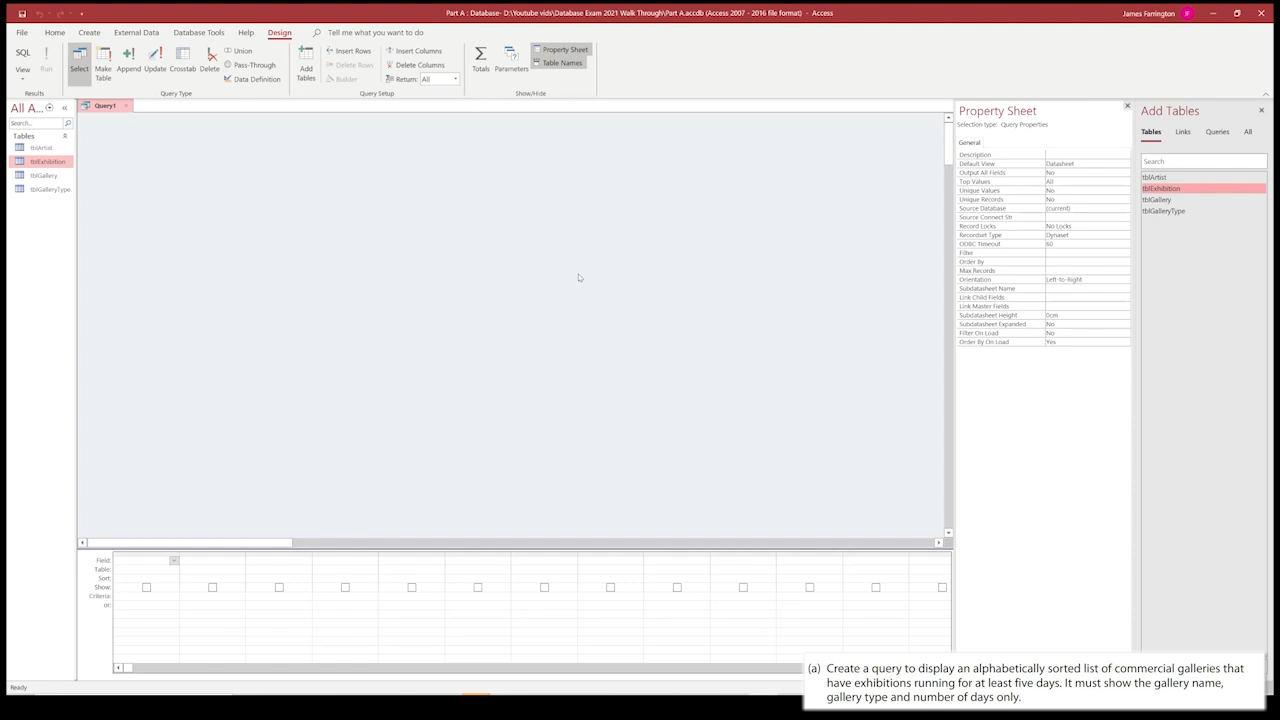 Part A : Database- D:\Youtube vids\Database Exam 2021 Walk Through\Part A.accdb (Access 2007 - 2016 file format) - Access
James Farrington
JF
File Home Create External Data Database Tools Help Design Tell me what you want to do
SQL
View
Run
Results
Select
Make
Table
Append
Update
Crosstab
Delete
Union
Pass-Through
Data Definition
Query Type
Add
Tables
Insert Rows
Delete Rows
Builder
Insert Columns
Delete Columns
Return: All
Query Setup
Totals
Parameters
Property Sheet
Table Names
Show/Hide
All A...
Search...
Tables
tblArtist
tblExhibition
tblGallery
tblGalleryType
Query1
Field:
Table:
Sort:
Show:
Criteria:
or:
Property Sheet
Selection type: Query Properties
General
Description
Default View Datasheet
Output All Fields No
Top Values All
Unique Values No
Unique Records No
Source Database (current)
Source Connect Str
Record Locks No Locks
Recordset Type Dynaset
ODBC Timeout 60
Filter
Order By
Max Records
Orientation Left-to-Right
Subdatasheet Name
Link Child Fields
Link Master Fields
Subdatasheet Height 0cm
Subdatasheet Expanded No
Filter On Load No
Order By On Load Yes
Add Tables
Tables Links Queries All
Search
tblArtist
tblExhibition
tblGallery
tblGalleryType
Ready
(a) Create a query to display an alphabetically sorted list of commercial galleries that
have exhibitions running for at least five days. It must show the gallery name,
gallery type and number of days only.